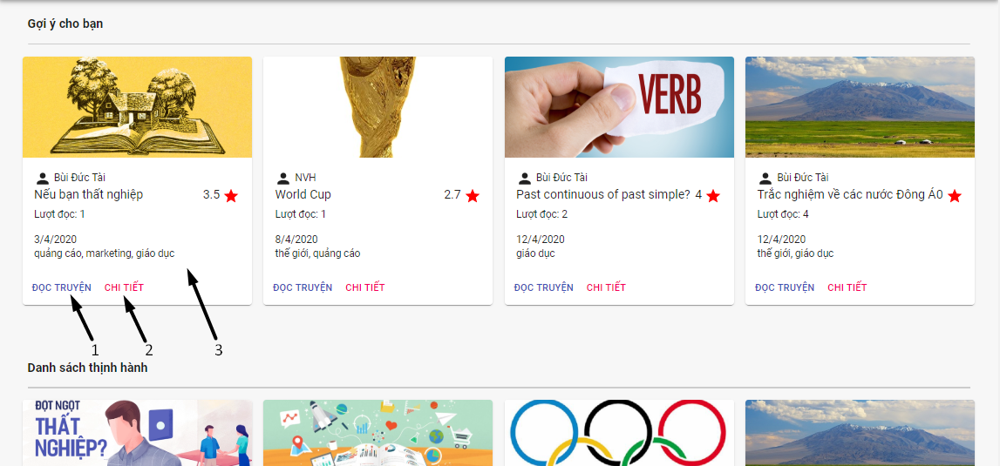 Gợi ý cho bạn
VERB
Bùi Đức Tài
Nếu bạn thất nghiệp 3.5
Lượt đọc: 1
3/4/2020
quảng cáo, marketing, giáo dục
ĐỌC TRUYỆN CHI TIẾT
NVH
World Cup 2.7
Lượt đọc: 1
8/4/2020
thế giới, quảng cáo
ĐỌC TRUYỆN CHI TIẾT
Bùi Đức Tài
Past continuous of past simple? 4
Lượt đọc: 2
12/4/2020
giáo dục
ĐỌC TRUYỆN CHI TIẾT
Bùi Đức Tài
Trắc nghiệm về các nước Đông Á 0
Lượt đọc: 4
12/4/2020
thế giới, giáo dục
ĐỌC TRUYỆN CHI TIẾT
1 2 3
Danh sách thịnh hành
ĐỘT NGỘT
THẤT
NGHIỆP?